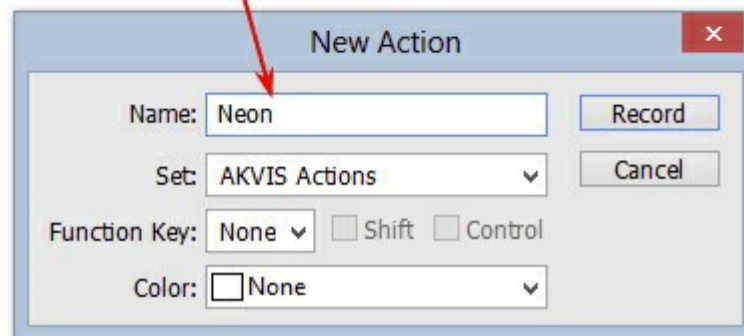 New Action
Name: Neon Record
Set: AKVIS Actions Cancel
Function Key: None Shift Control
Color: None